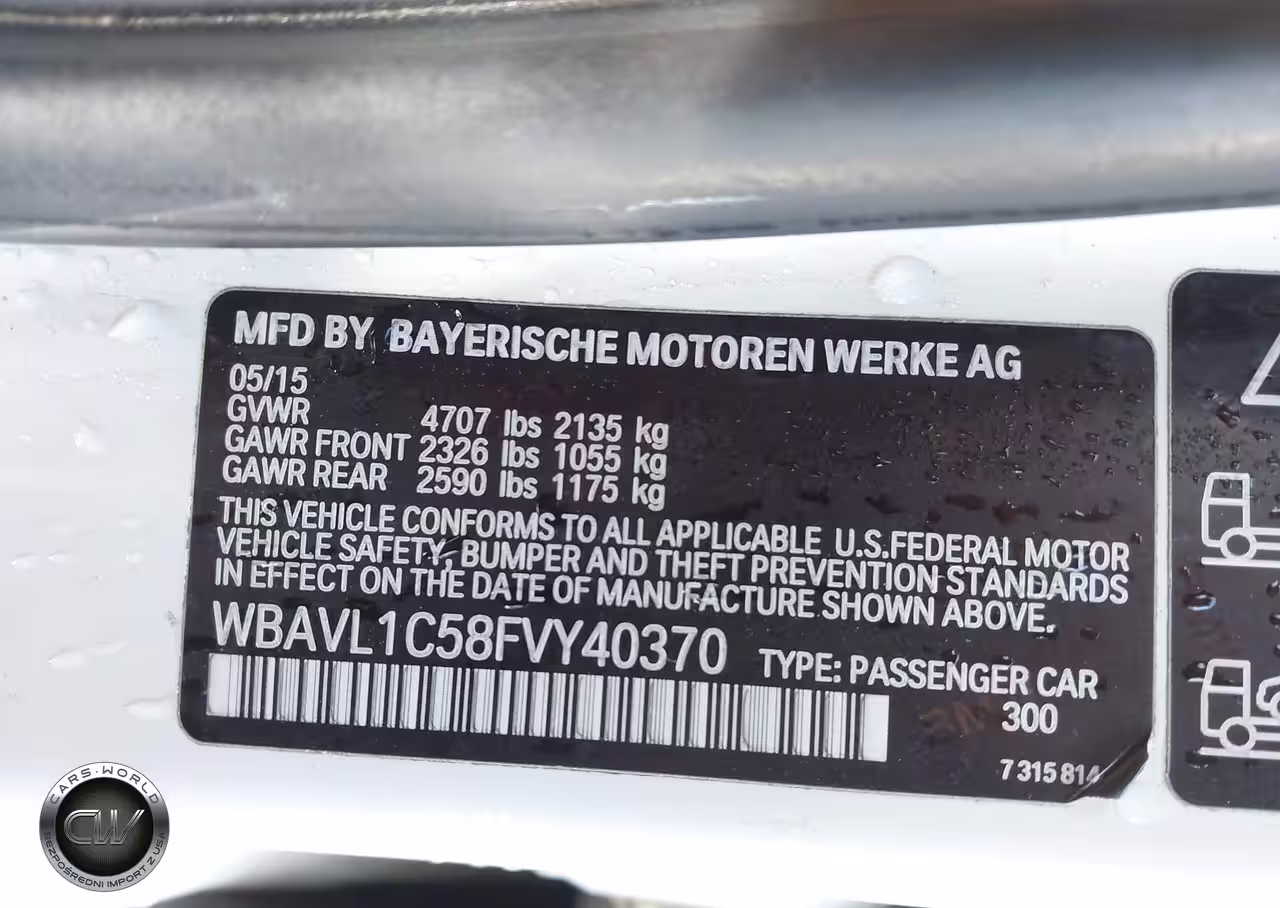 MFD BY BAYERISCHE MOTOREN WERKE AG
05/15
GVWR 4707 lbs 2135 kg
GAWR FRONT 2326 lbs 1055 kg
GAWR REAR 2590 lbs 1175 kg
THIS VEHICLE CONFORMS TO ALL APPLICABLE U.S.FEDERAL MOTOR
VEHICLE SAFETY, BUMPER AND THEFT PREVENTION STANDARDS
IN EFFECT ON THE DATE OF MANUFACTURE SHOWN ABOVE.
WBAVL1C58FVY40370 TYPE: PASSENGER CAR
300
7 315 814
CARS·WORLD
CW
BEZPOŚREDNI IMPORT Z USA